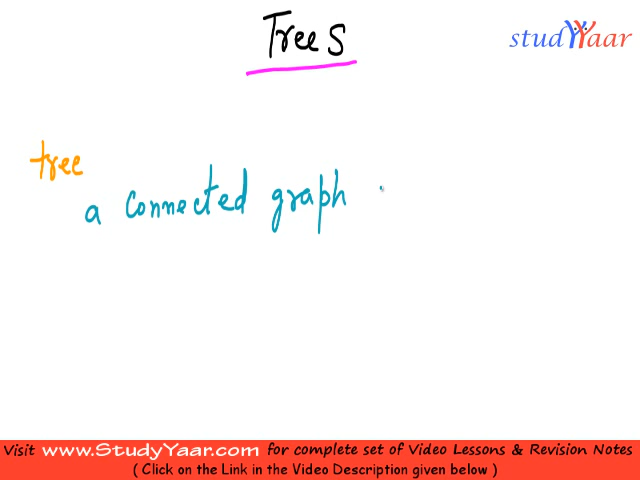 Trees
studYYaar
tree
a connected graph
Visit www.StudyYaar.com for complete set of Video Lessons & Revision Notes
( Click on the Link in the Video Description given below )